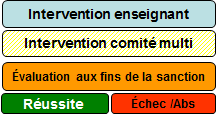 Intervention enseignant
Intervention comité multi
Évaluation aux fins de la sanction
Réussite
Échec /Abs